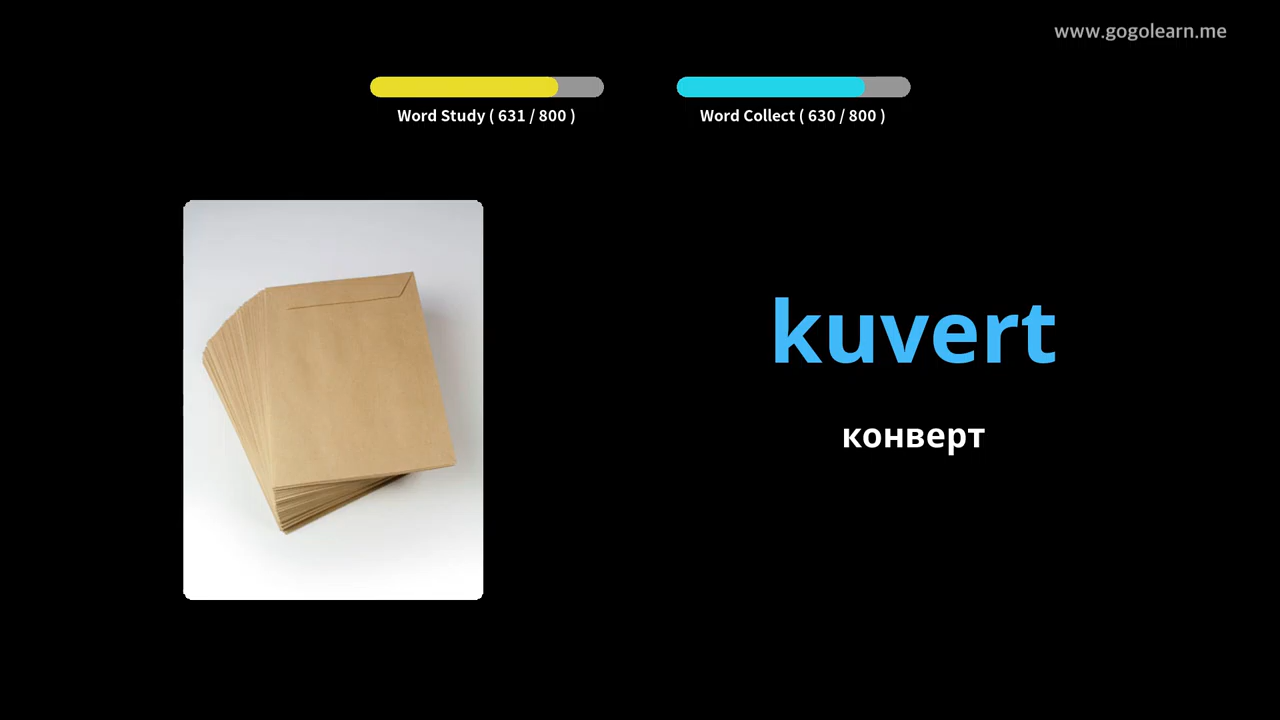 www.gogolearn.me
Word Study ( 631 / 800 )
Word Collect ( 630 / 800 )
kuvert
конверт